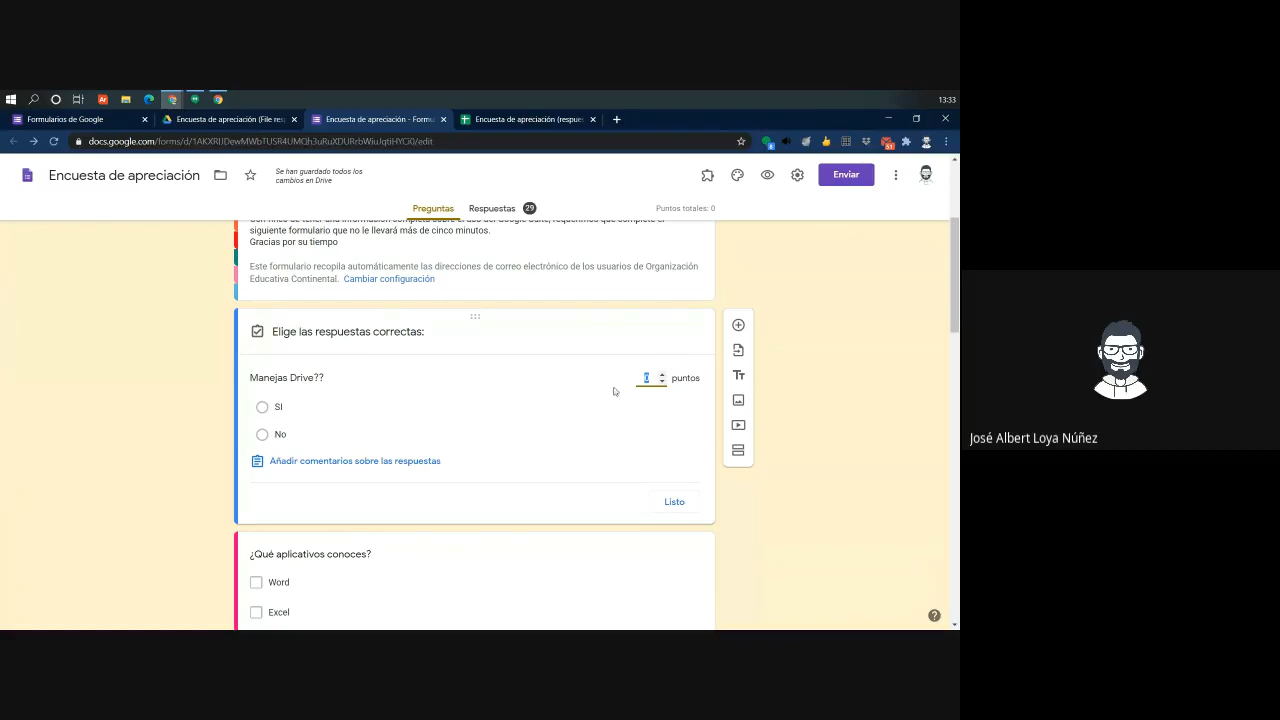 13:33
Formularios de Google
Encuesta de apreciación (File res
Encuesta de apreciación - Formu
Encuesta de apreciación (respue
docs.google.com/forms/d/
/edit
Encuesta de apreciación
Se han guardado todos los
cambios en Drive
Enviar
Preguntas
Respuestas 29
Puntos totales: 0
siguiente formulario que no le llevará más de cinco minutos.
Gracias por su tiempo
Este formulario recopila automáticamente las direcciones de correo electrónico de los usuarios de Organización
Educativa Continental. Cambiar configuración
Elige las respuestas correctas:
Manejas Drive??
0 puntos
SI
No
Añadir comentarios sobre las respuestas
Listo
¿Qué aplicativos conoces?
Word
Excel
José Albert Loya Núñez